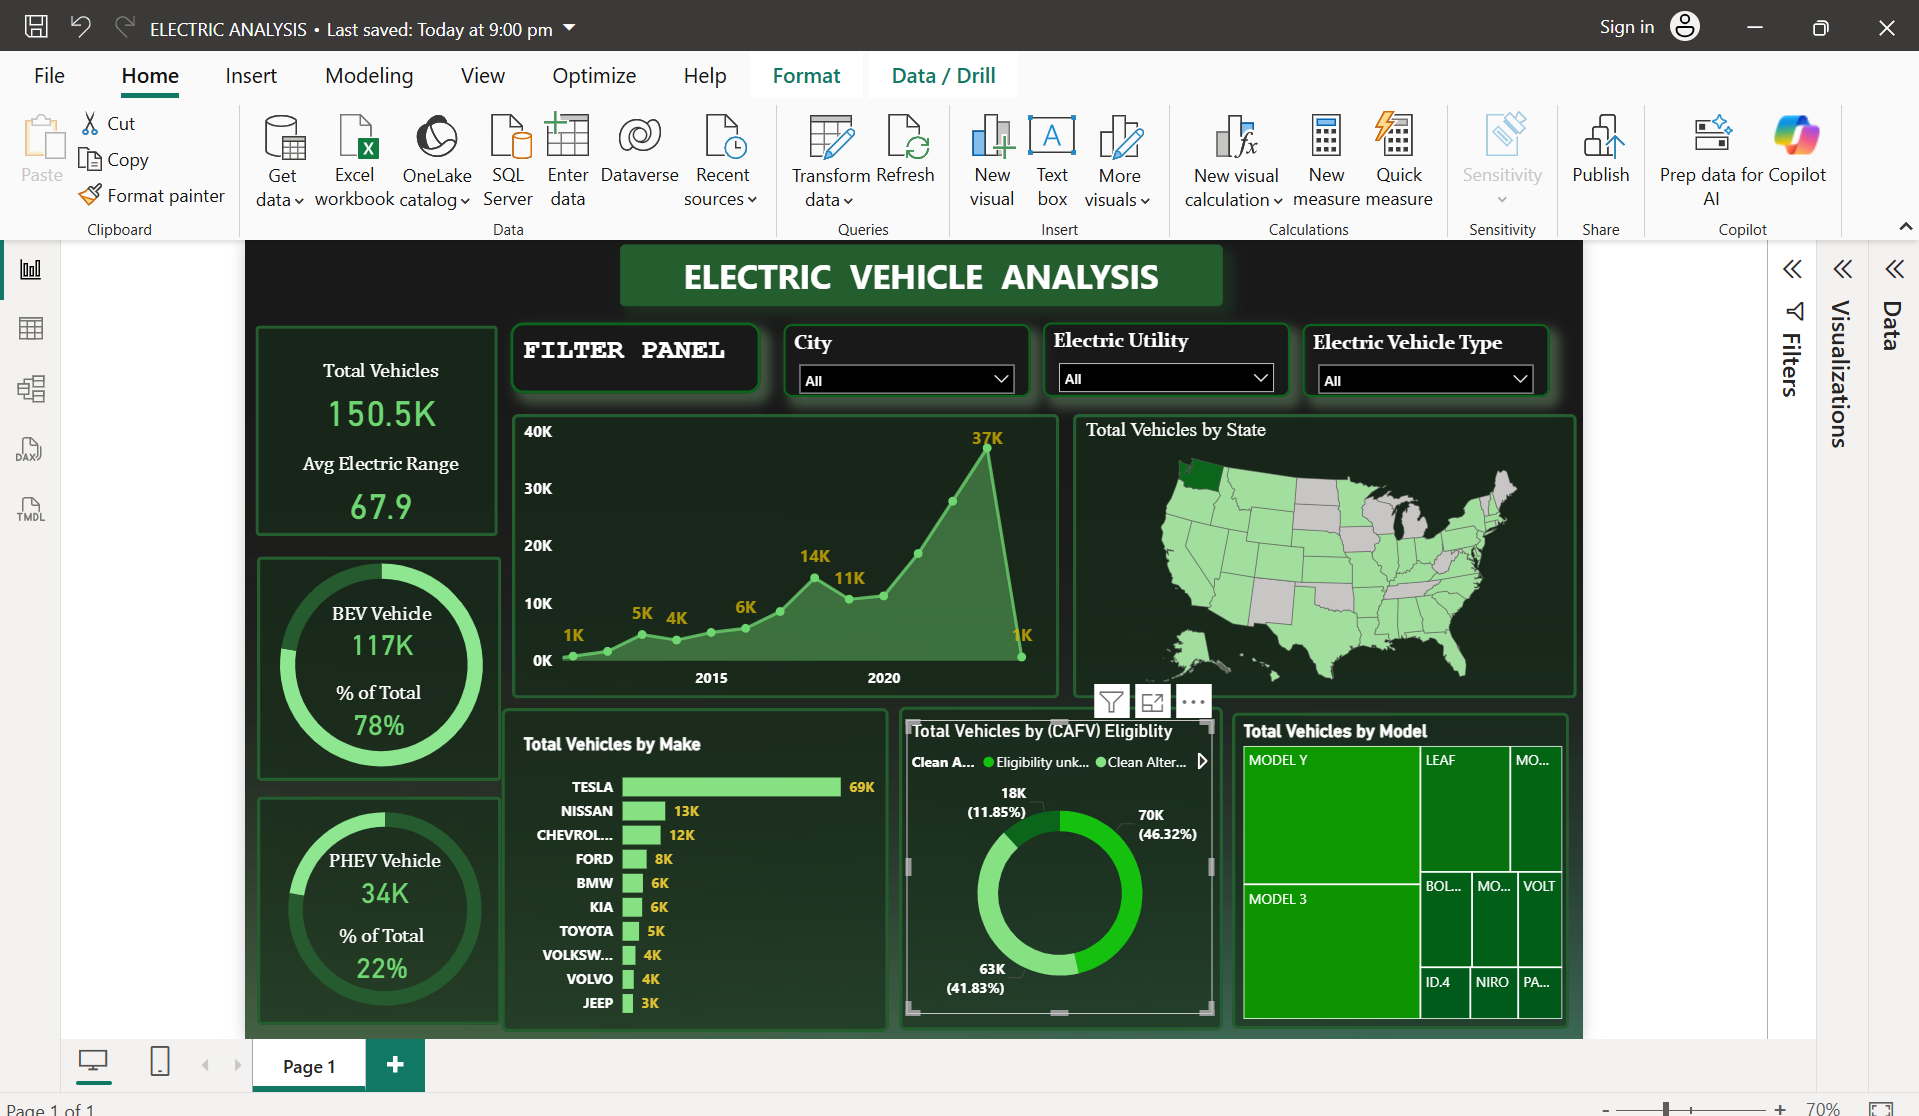 ELECTRIC ANALYSIS • Last saved: Today at 9:00 pm
Sign in
File
Home
Insert
Modeling
View
Optimize
Help
Format
Data / Drill
Paste
Cut
Copy
Format painter
Clipboard
Get data
Excel workbook
OneLake catalog
SQL Server
Enter data
Dataverse
Recent sources
Data
Transform data
Refresh
Queries
New visual
Text box
More visuals
Insert
New visual calculation
New measure
Quick measure
Calculations
Sensitivity
Sensitivity
Publish
Share
Prep data for AI
Copilot
Copilot
DAX
TMDL
ELECTRIC VEHICLE ANALYSIS
Total Vehicles
150.5K
Avg Electric Range
67.9
FILTER PANEL
City
All
Electric Utility
All
Electric Vehicle Type
All
BEV Vehicle
117K
% of Total
78%
PHEV Vehicle
34K
% of Total
22%
40K
30K
20K
10K
0K
1K
5K
4K
6K
14K
11K
37K
1K
2015
2020
Total Vehicles by State
Total Vehicles by Make
TESLA 69K
NISSAN 13K
CHEVROL... 12K
FORD 8K
BMW 6K
KIA 6K
TOYOTA 5K
VOLKSW... 4K
VOLVO 4K
JEEP 3K
Total Vehicles by (CAFV) Eligiblity
Clean A... Eligibility unk... Clean Alter...
18K
(11.85%)
70K
(46.32%)
63K
(41.83%)
Total Vehicles by Model
MODEL Y
MODEL 3
LEAF
MO...
BOL...
MO...
VOLT
ID.4
NIRO
PA...
Filters
Visualizations
Data
Page 1
+
Page 1 of 1
- + 70%